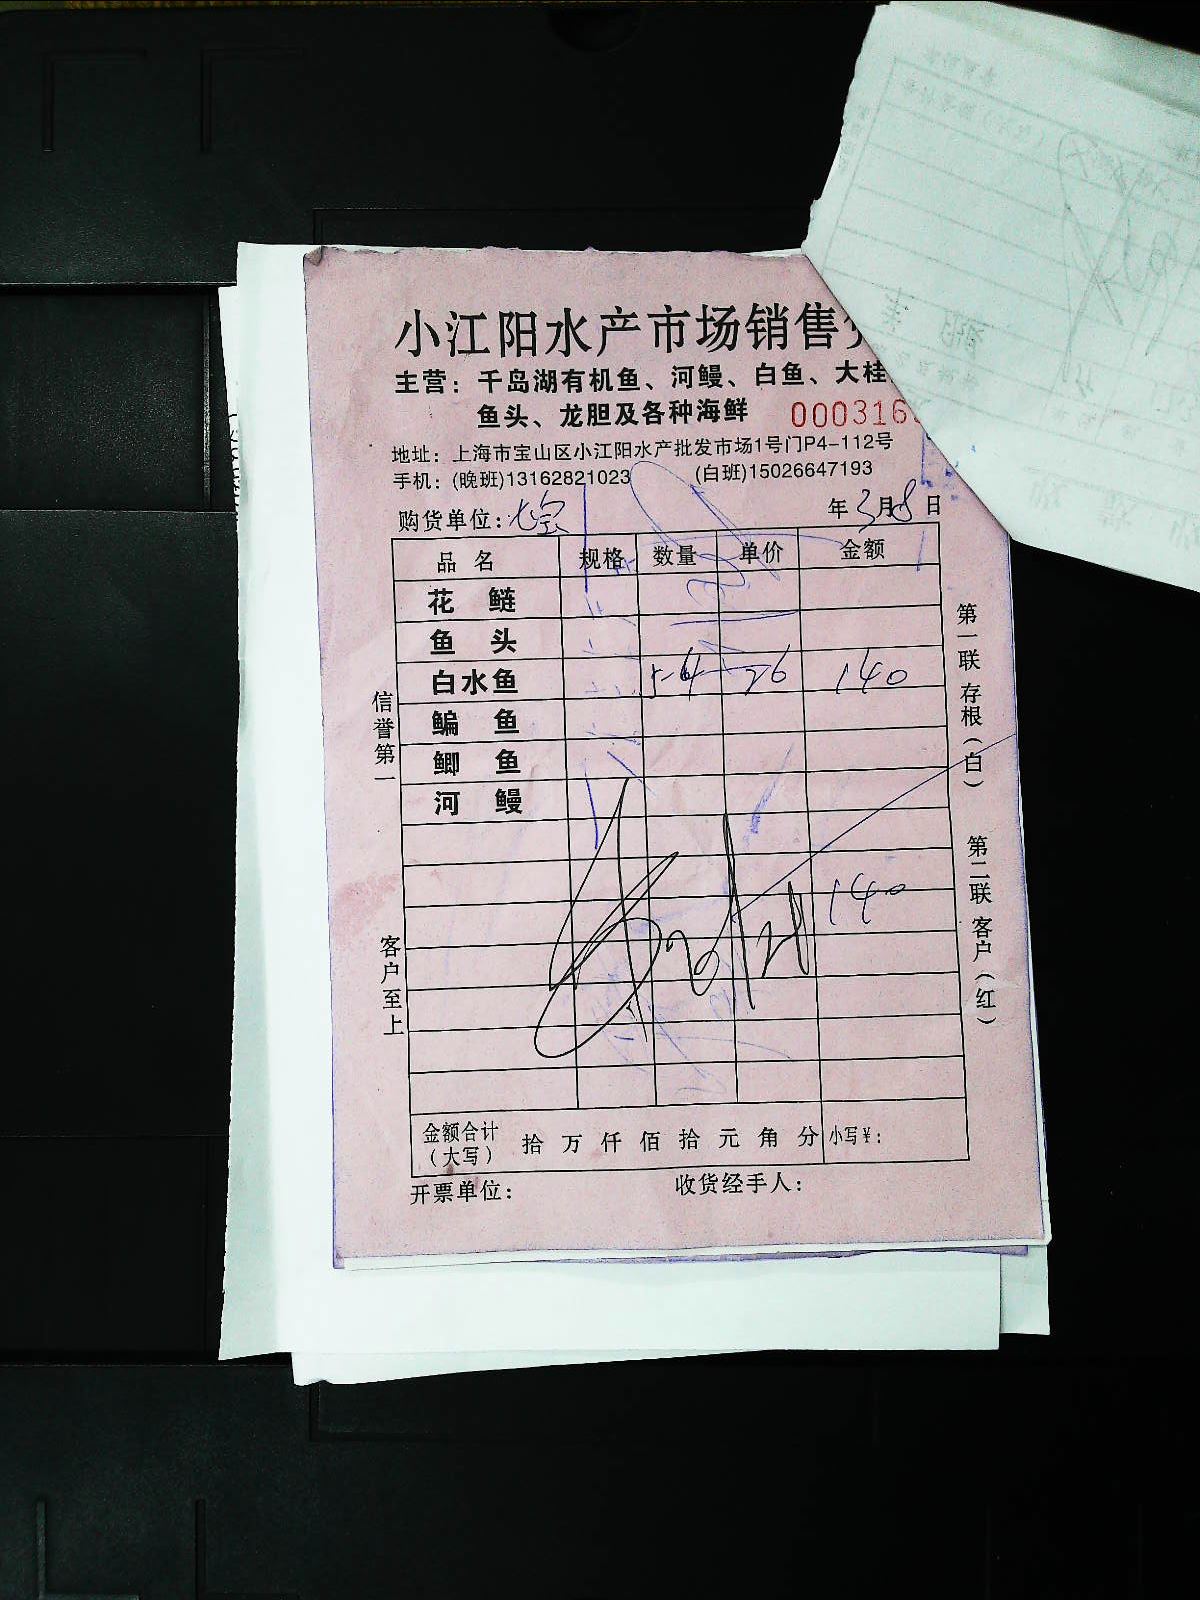 小江阳水产市场销售
主营：千岛湖有机鱼、河鳗、白鱼、大桂
鱼头、龙胆及各种海鲜 000316
地址：上海市宝山区小江阳水产批发市场1号门P4-112号
手机：(晚班)13162821023 (白班)15026647193
购货单位：七宝 年3月8日
品名 规格 数量 单价 金额
花鲢
鱼头
白水鱼 5-4 26 140
鳊鱼
鲫鱼
河鳗
140
金额合计（大写） 拾 万 仟 佰 拾 元 角 分 小写￥：
开票单位： 收货经手人：
信誉第一
客户至上
第一联 存根（白）
第二联 客户（红）